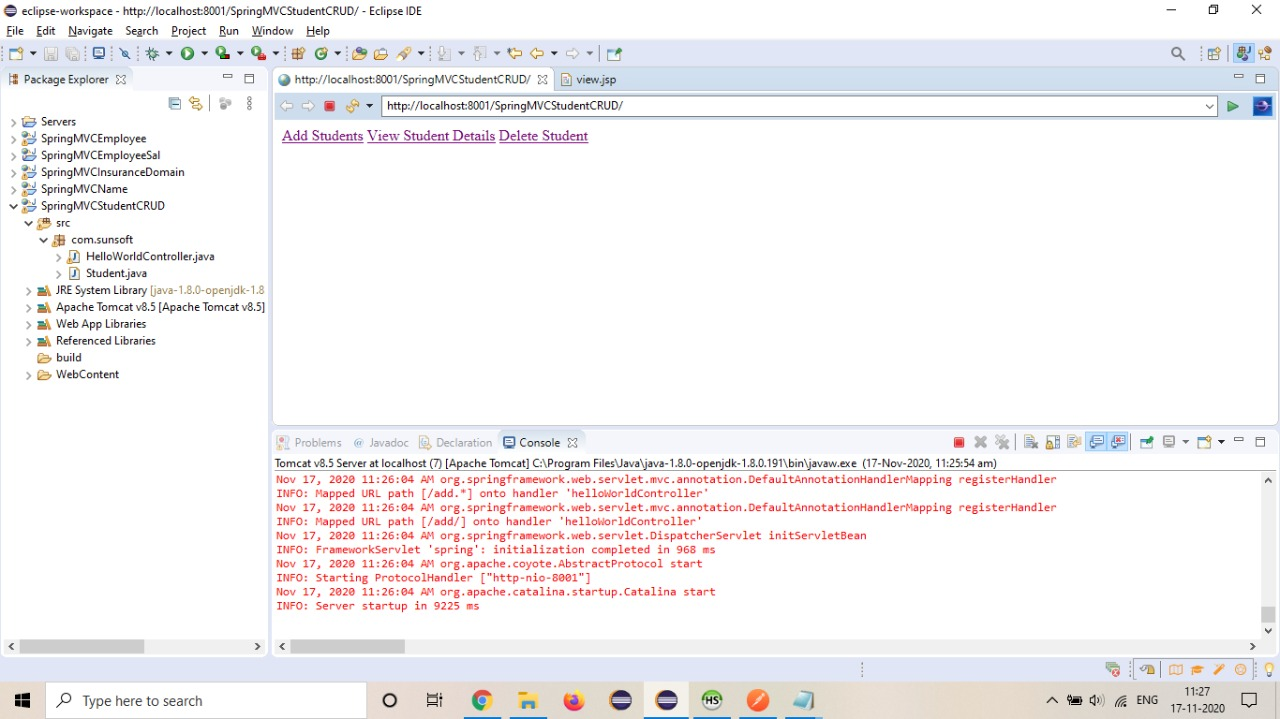 eclipse-workspace - http://localhost:8001/SpringMVCStudentCRUD/ - Eclipse IDE
File Edit Navigate Search Project Run Window Help
Package Explorer
http://localhost:8001/SpringMVCStudentCRUD/ view.jsp
http://localhost:8001/SpringMVCStudentCRUD/
Servers
SpringMVCEmployee
SpringMVCEmployeeSal
SpringMVCInsuranceDomain
SpringMVCName
SpringMVCStudentCRUD
src
com.sunsoft
HelloWorldController.java
Student.java
JRE System Library [java-1.8.0-openjdk-1.8
Apache Tomcat v8.5 [Apache Tomcat v8.5]
Web App Libraries
Referenced Libraries
build
WebContent
Add Students View Student Details Delete Student
Problems @ Javadoc Declaration Console
Tomcat v8.5 Server at localhost (7) [Apache Tomcat] C:\Program Files\Java\java-1.8.0-openjdk-1.8.0.191\bin\javaw.exe (17-Nov-2020, 11:25:54 am)
Nov 17, 2020 11:26:04 AM org.springframework.web.servlet.mvc.annotation.DefaultAnnotationHandlerMapping registerHandler
INFO: Mapped URL path [/add.*] onto handler 'helloWorldController'
Nov 17, 2020 11:26:04 AM org.springframework.web.servlet.mvc.annotation.DefaultAnnotationHandlerMapping registerHandler
INFO: Mapped URL path [/add/] onto handler 'helloWorldController'
Nov 17, 2020 11:26:04 AM org.springframework.web.servlet.DispatcherServlet initServletBean
INFO: FrameworkServlet 'spring': initialization completed in 968 ms
Nov 17, 2020 11:26:04 AM org.apache.coyote.AbstractProtocol start
INFO: Starting ProtocolHandler ["http-nio-8001"]
Nov 17, 2020 11:26:04 AM org.apache.catalina.startup.Catalina start
INFO: Server startup in 9225 ms
Type here to search
HS
ENG
11:27
17-11-2020